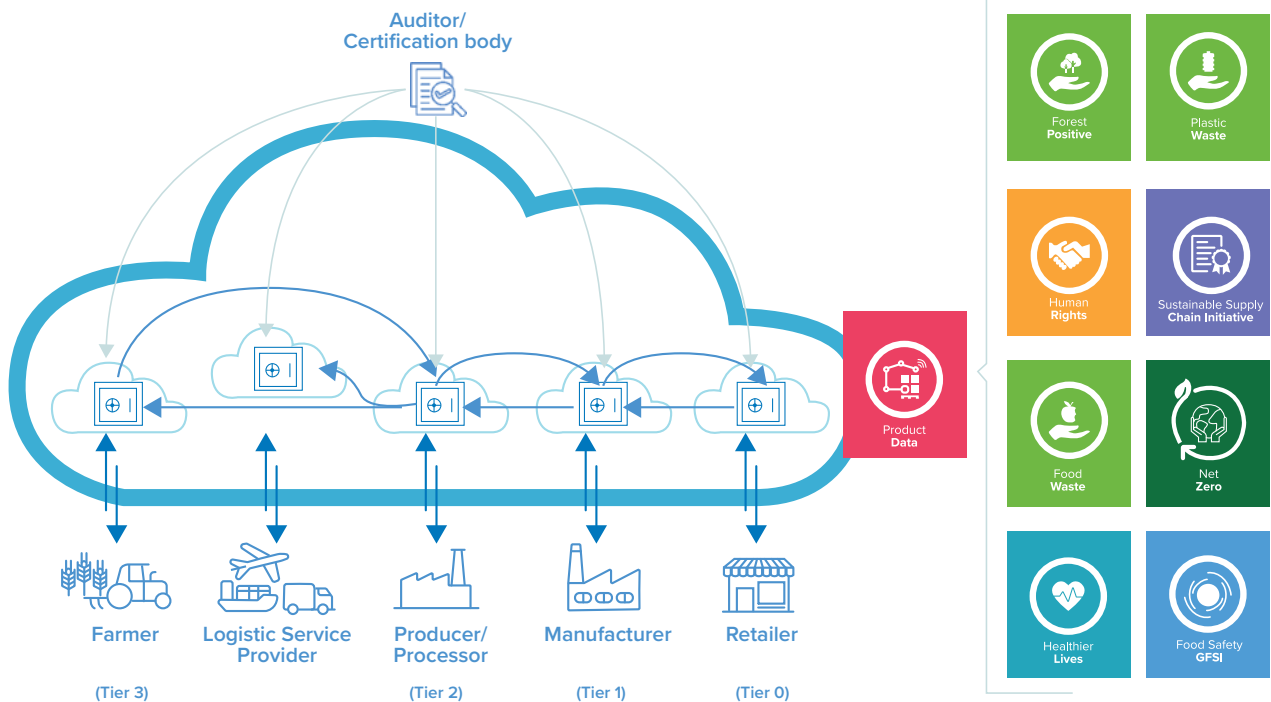 Auditor/
Certification body
Product
Data
Farmer
Logistic Service
Provider
Producer/
Processor
Manufacturer
Retailer
(Tier 3)
(Tier 2)
(Tier 1)
(Tier 0)
Forest
Positive
Plastic
Waste
Human
Rights
Sustainable Supply
Chain Initiative
Food
Waste
Net
Zero
Healthier
Lives
Food Safety
GFSI